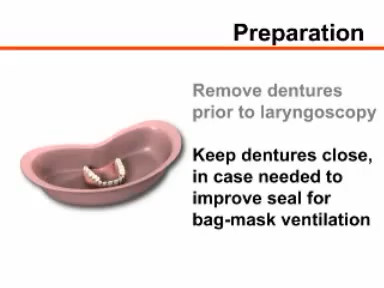 Preparation
Remove dentures
prior to laryngoscopy
Keep dentures close,
in case needed to
improve seal for
bag-mask ventilation